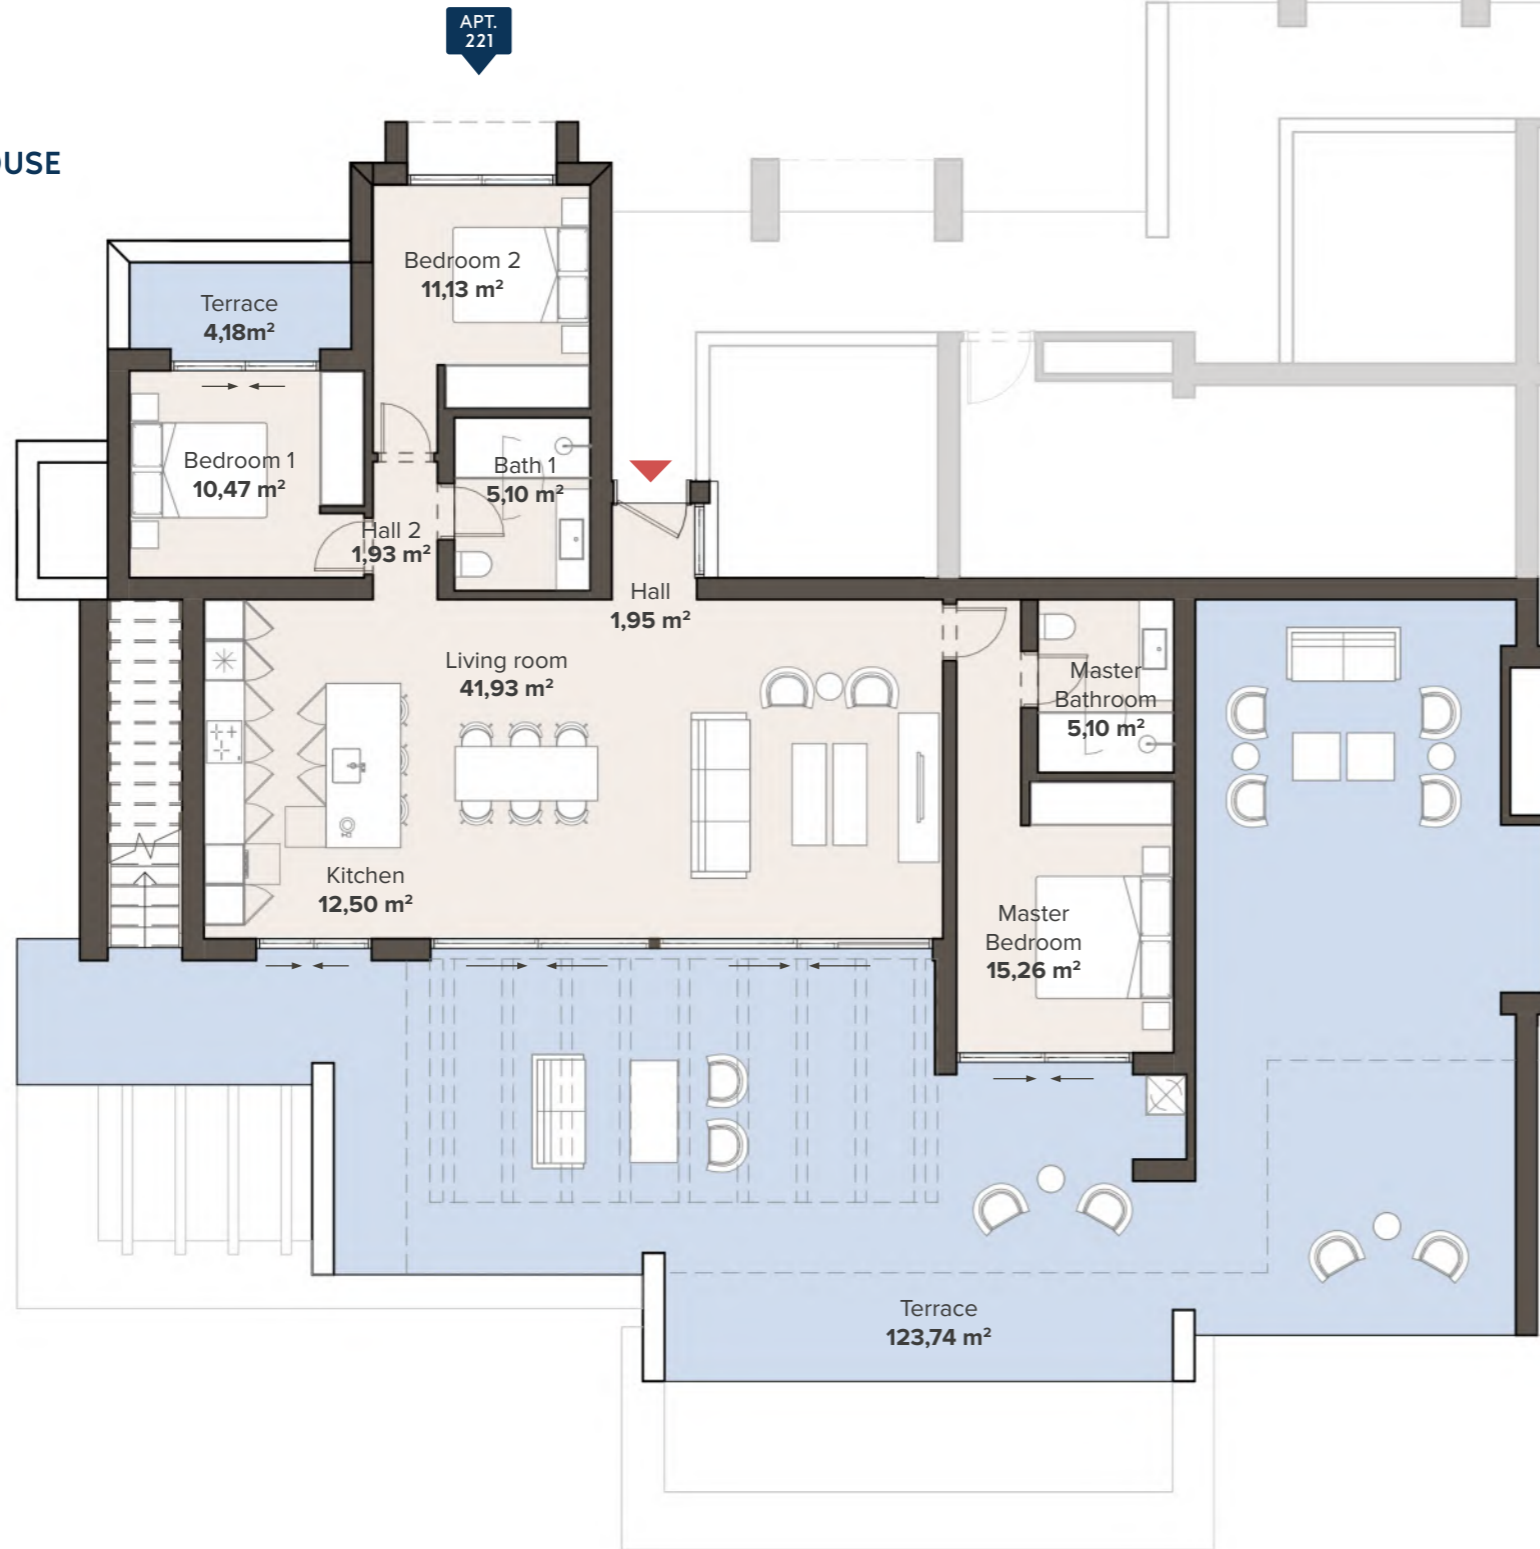 APT.
221
OUSE
Bedroom 2
11,13 m²
Terrace
4,18m²
Bedroom 1
10,47 m²
Bath 1
5,10 m²
Hall 2
1,93 m²
Hall
1,95 m²
Living room
41,93 m²
Master
Bathroom
5,10 m²
Kitchen
12,50 m²
Master
Bedroom
15,26 m²
Terrace
123,74 m²